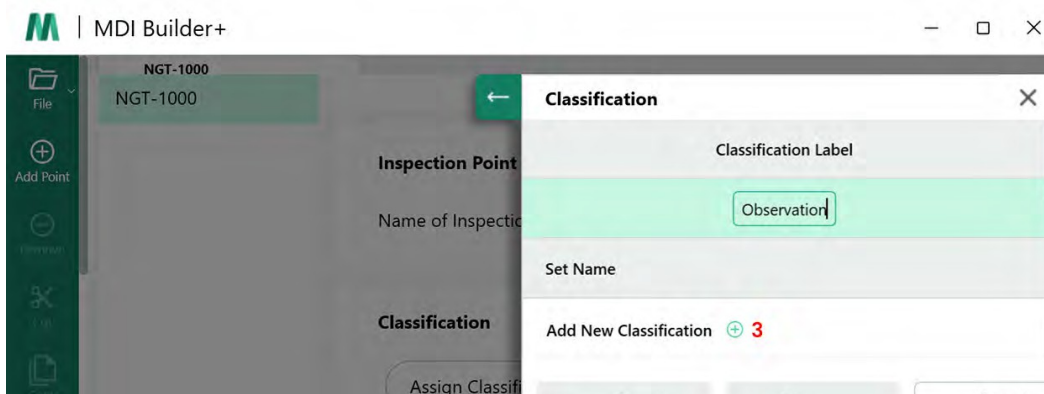 MDI Builder+
NGT-1000
NGT-1000
File
Add Point
Inspection Point
Name of Inspectio
Classification
Assign Classifi
Classification
Classification Label
Observation
Set Name
Add New Classification 3